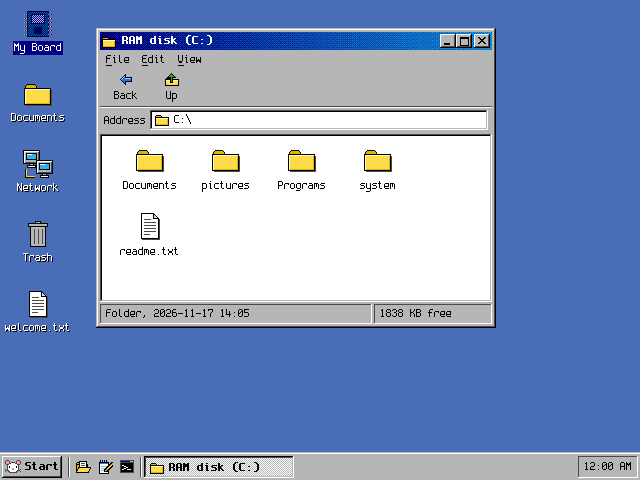 My Board
Documents
Network
Trash
welcome.txt
RAM disk (C:)
File Edit View
Back Up
Address C:\
Documents pictures Programs system
readme.txt
Folder, 2026-11-17 14:05 1838 KB free
Start RAM disk (C:) 12:00 AM